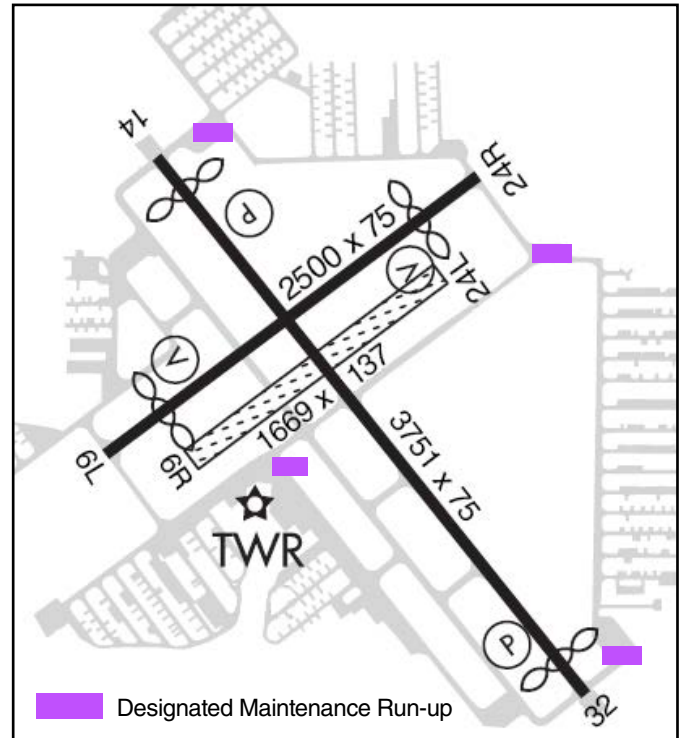 14
24R
P
2500 x 75
V
24L
V
137
1669 x
3751 x 75
6L
6R
TWR
P
32
Designated Maintenance Run-up